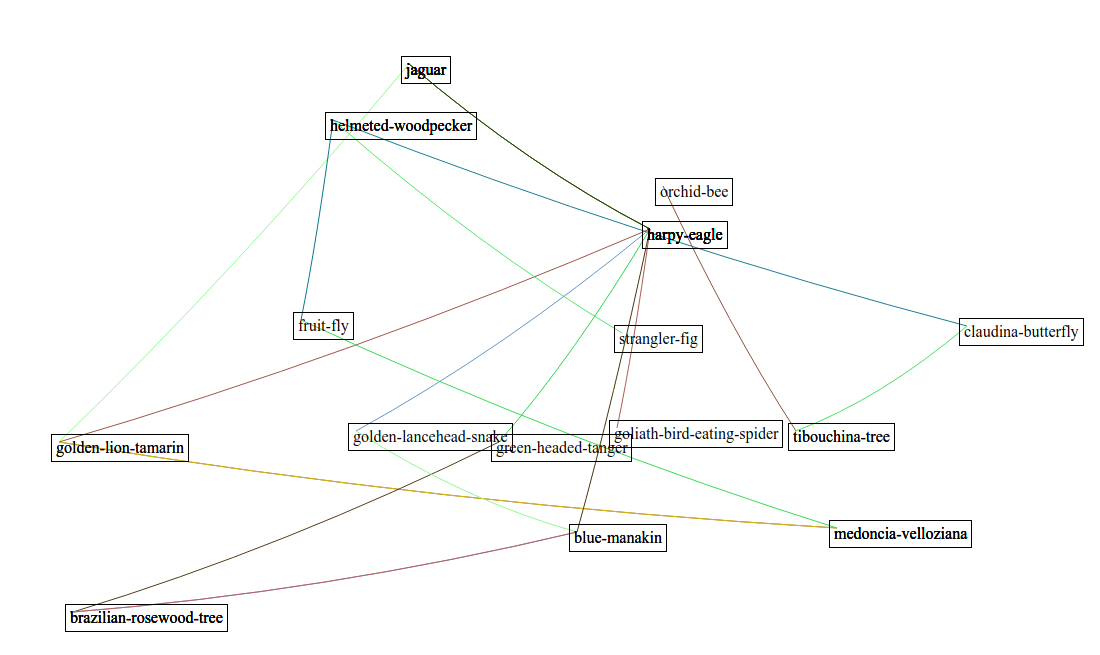 jaguar
helmeted-woodpecker
orchid-bee
harpy-eagle
fruit-fly
strangler-fig
claudina-butterfly
golden-lancehead-snake
goliath-bird-eating-spider
tibouchina-tree
golden-lion-tamarin
green-headed-tanger
blue-manakin
medoncia-velloziana
brazilian-rosewood-tree